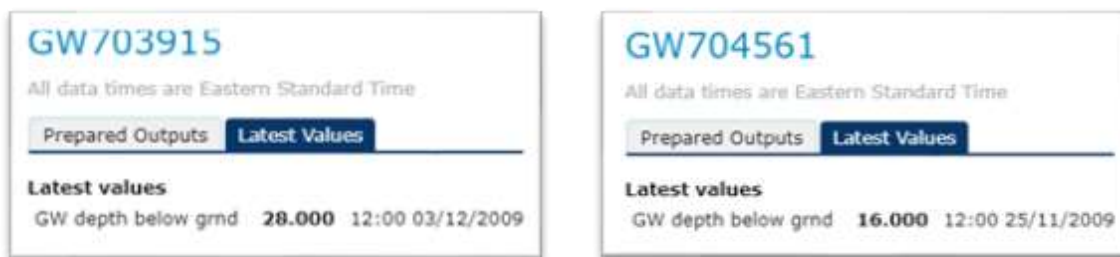 GW703915
All data times are Eastern Standard Time
Prepared Outputs Latest Values
Latest values
GW depth below grnd 28.000 12:00 03/12/2009
GW704561
All data times are Eastern Standard Time
Prepared Outputs Latest Values
Latest values
GW depth below grnd 16.000 12:00 25/11/2009